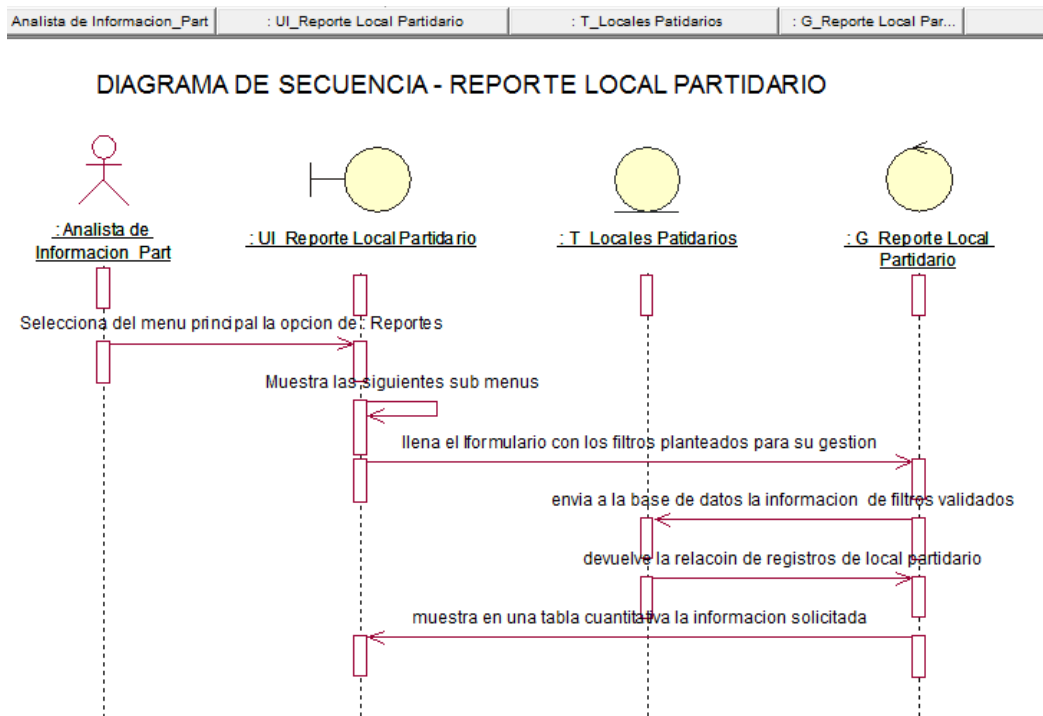 Analista de Informacion_Part
: UI_Reporte Local Partidario
: T_Locales Patidarios
: G_Reporte Local Par...
DIAGRAMA DE SECUENCIA - REPORTE LOCAL PARTIDARIO
: Analista de
Informacion_Part
: UI_Reporte Local Partidario
: T_Locales Patidarios
: G_Reporte Local
Partidario
Selecciona del menu principal la opcion de : Reportes
Muestra las siguientes sub menus
llena el lformulario con los filtros planteados para su gestion
envia a la base de datos la informacion de filtros validados
devuelve la relacoin de registros de local partidario
muestra en una tabla cuantitativa la informacion solicitada